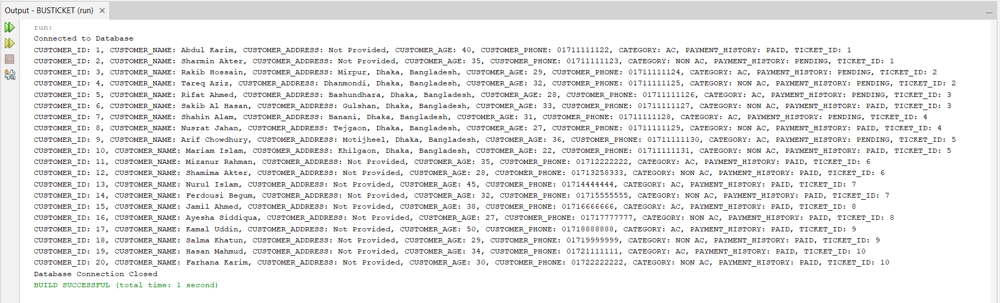 Output - BUSTICKET (run)
run:
Connected to Database
CUSTOMER_ID: 1, CUSTOMER_NAME: Abdul Karim, CUSTOMER_ADDRESS: Not Provided, CUSTOMER_AGE: 40, CUSTOMER_PHONE: 01711111122, CATEGORY: AC, PAYMENT_HISTORY: PAID, TICKET_ID: 1
CUSTOMER_ID: 2, CUSTOMER_NAME: Sharmin Akter, CUSTOMER_ADDRESS: Not Provided, CUSTOMER_AGE: 35, CUSTOMER_PHONE: 01711111123, CATEGORY: NON AC, PAYMENT_HISTORY: PENDING, TICKET_ID: 1
CUSTOMER_ID: 3, CUSTOMER_NAME: Rakib Hossain, CUSTOMER_ADDRESS: Mirpur, Dhaka, Bangladesh, CUSTOMER_AGE: 29, CUSTOMER_PHONE: 01711111124, CATEGORY: AC, PAYMENT_HISTORY: PENDING, TICKET_ID: 2
CUSTOMER_ID: 4, CUSTOMER_NAME: Tareq Aziz, CUSTOMER_ADDRESS: Dhanmondi, Dhaka, Bangladesh, CUSTOMER_AGE: 32, CUSTOMER_PHONE: 01711111125, CATEGORY: NON AC, PAYMENT_HISTORY: PENDING, TICKET_ID: 2
CUSTOMER_ID: 5, CUSTOMER_NAME: Rifat Ahmed, CUSTOMER_ADDRESS: Bashundhara, Dhaka, Bangladesh, CUSTOMER_AGE: 28, CUSTOMER_PHONE: 01711111126, CATEGORY: AC, PAYMENT_HISTORY: PENDING, TICKET_ID: 3
CUSTOMER_ID: 6, CUSTOMER_NAME: Sakib Al Hasan, CUSTOMER_ADDRESS: Gulshan, Dhaka, Bangladesh, CUSTOMER_AGE: 33, CUSTOMER_PHONE: 01711111127, CATEGORY: NON AC, PAYMENT_HISTORY: PAID, TICKET_ID: 3
CUSTOMER_ID: 7, CUSTOMER_NAME: Shahin Alam, CUSTOMER_ADDRESS: Banani, Dhaka, Bangladesh, CUSTOMER_AGE: 31, CUSTOMER_PHONE: 01711111128, CATEGORY: AC, PAYMENT_HISTORY: PENDING, TICKET_ID: 4
CUSTOMER_ID: 8, CUSTOMER_NAME: Nusrat Jahan, CUSTOMER_ADDRESS: Tejgaon, Dhaka, Bangladesh, CUSTOMER_AGE: 27, CUSTOMER_PHONE: 01711111129, CATEGORY: NON AC, PAYMENT_HISTORY: PAID, TICKET_ID: 4
CUSTOMER_ID: 9, CUSTOMER_NAME: Arif Chowdhury, CUSTOMER_ADDRESS: Motijheel, Dhaka, Bangladesh, CUSTOMER_AGE: 36, CUSTOMER_PHONE: 01711111130, CATEGORY: AC, PAYMENT_HISTORY: PENDING, TICKET_ID: 5
CUSTOMER_ID: 10, CUSTOMER_NAME: Mariam Islam, CUSTOMER_ADDRESS: Khilgaon, Dhaka, Bangladesh, CUSTOMER_AGE: 22, CUSTOMER_PHONE: 01711111131, CATEGORY: NON AC, PAYMENT_HISTORY: PAID, TICKET_ID: 5
CUSTOMER_ID: 11, CUSTOMER_NAME: Mizanur Rahman, CUSTOMER_ADDRESS: Not Provided, CUSTOMER_AGE: 35, CUSTOMER_PHONE: 01712222222, CATEGORY: AC, PAYMENT_HISTORY: PAID, TICKET_ID: 6
CUSTOMER_ID: 12, CUSTOMER_NAME: Shamima Akter, CUSTOMER_ADDRESS: Not Provided, CUSTOMER_AGE: 28, CUSTOMER_PHONE: 01713258333, CATEGORY: NON AC, PAYMENT_HISTORY: PAID, TICKET_ID: 6
CUSTOMER_ID: 13, CUSTOMER_NAME: Nurul Islam, CUSTOMER_ADDRESS: Not Provided, CUSTOMER_AGE: 45, CUSTOMER_PHONE: 01714444444, CATEGORY: AC, PAYMENT_HISTORY: PAID, TICKET_ID: 7
CUSTOMER_ID: 14, CUSTOMER_NAME: Ferdousi Begum, CUSTOMER_ADDRESS: Not Provided, CUSTOMER_AGE: 32, CUSTOMER_PHONE: 01715555555, CATEGORY: NON AC, PAYMENT_HISTORY: PAID, TICKET_ID: 7
CUSTOMER_ID: 15, CUSTOMER_NAME: Jamil Ahmed, CUSTOMER_ADDRESS: Not Provided, CUSTOMER_AGE: 38, CUSTOMER_PHONE: 01716666666, CATEGORY: AC, PAYMENT_HISTORY: PAID, TICKET_ID: 8
CUSTOMER_ID: 16, CUSTOMER_NAME: Ayesha Siddiqua, CUSTOMER_ADDRESS: Not Provided, CUSTOMER_AGE: 27, CUSTOMER_PHONE: 01717777777, CATEGORY: NON AC, PAYMENT_HISTORY: PAID, TICKET_ID: 8
CUSTOMER_ID: 17, CUSTOMER_NAME: Kamal Uddin, CUSTOMER_ADDRESS: Not Provided, CUSTOMER_AGE: 50, CUSTOMER_PHONE: 01718888888, CATEGORY: AC, PAYMENT_HISTORY: PAID, TICKET_ID: 9
CUSTOMER_ID: 18, CUSTOMER_NAME: Salma Khatun, CUSTOMER_ADDRESS: Not Provided, CUSTOMER_AGE: 29, CUSTOMER_PHONE: 01719999999, CATEGORY: NON AC, PAYMENT_HISTORY: PAID, TICKET_ID: 9
CUSTOMER_ID: 19, CUSTOMER_NAME: Hasan Mahmud, CUSTOMER_ADDRESS: Not Provided, CUSTOMER_AGE: 34, CUSTOMER_PHONE: 01721111111, CATEGORY: AC, PAYMENT_HISTORY: PAID, TICKET_ID: 10
CUSTOMER_ID: 20, CUSTOMER_NAME: Farhana Karim, CUSTOMER_ADDRESS: Not Provided, CUSTOMER_AGE: 30, CUSTOMER_PHONE: 01722222222, CATEGORY: NON AC, PAYMENT_HISTORY: PAID, TICKET_ID: 10
Database Connection Closed
BUILD SUCCESSFUL (total time: 1 second)